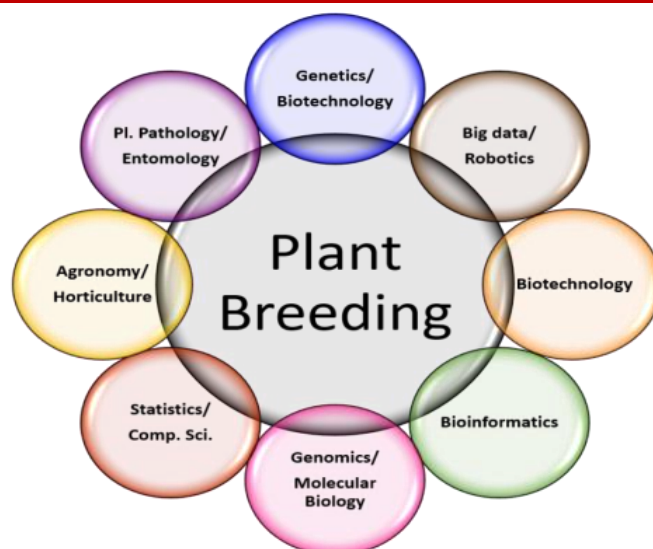 Genetics/
Biotechnology
Pl. Pathology/
Entomology
Big data/
Robotics
Plant
Breeding
Agronomy/
Horticulture
Biotechnology
Statistics/
Comp. Sci.
Bioinformatics
Genomics/
Molecular
Biology